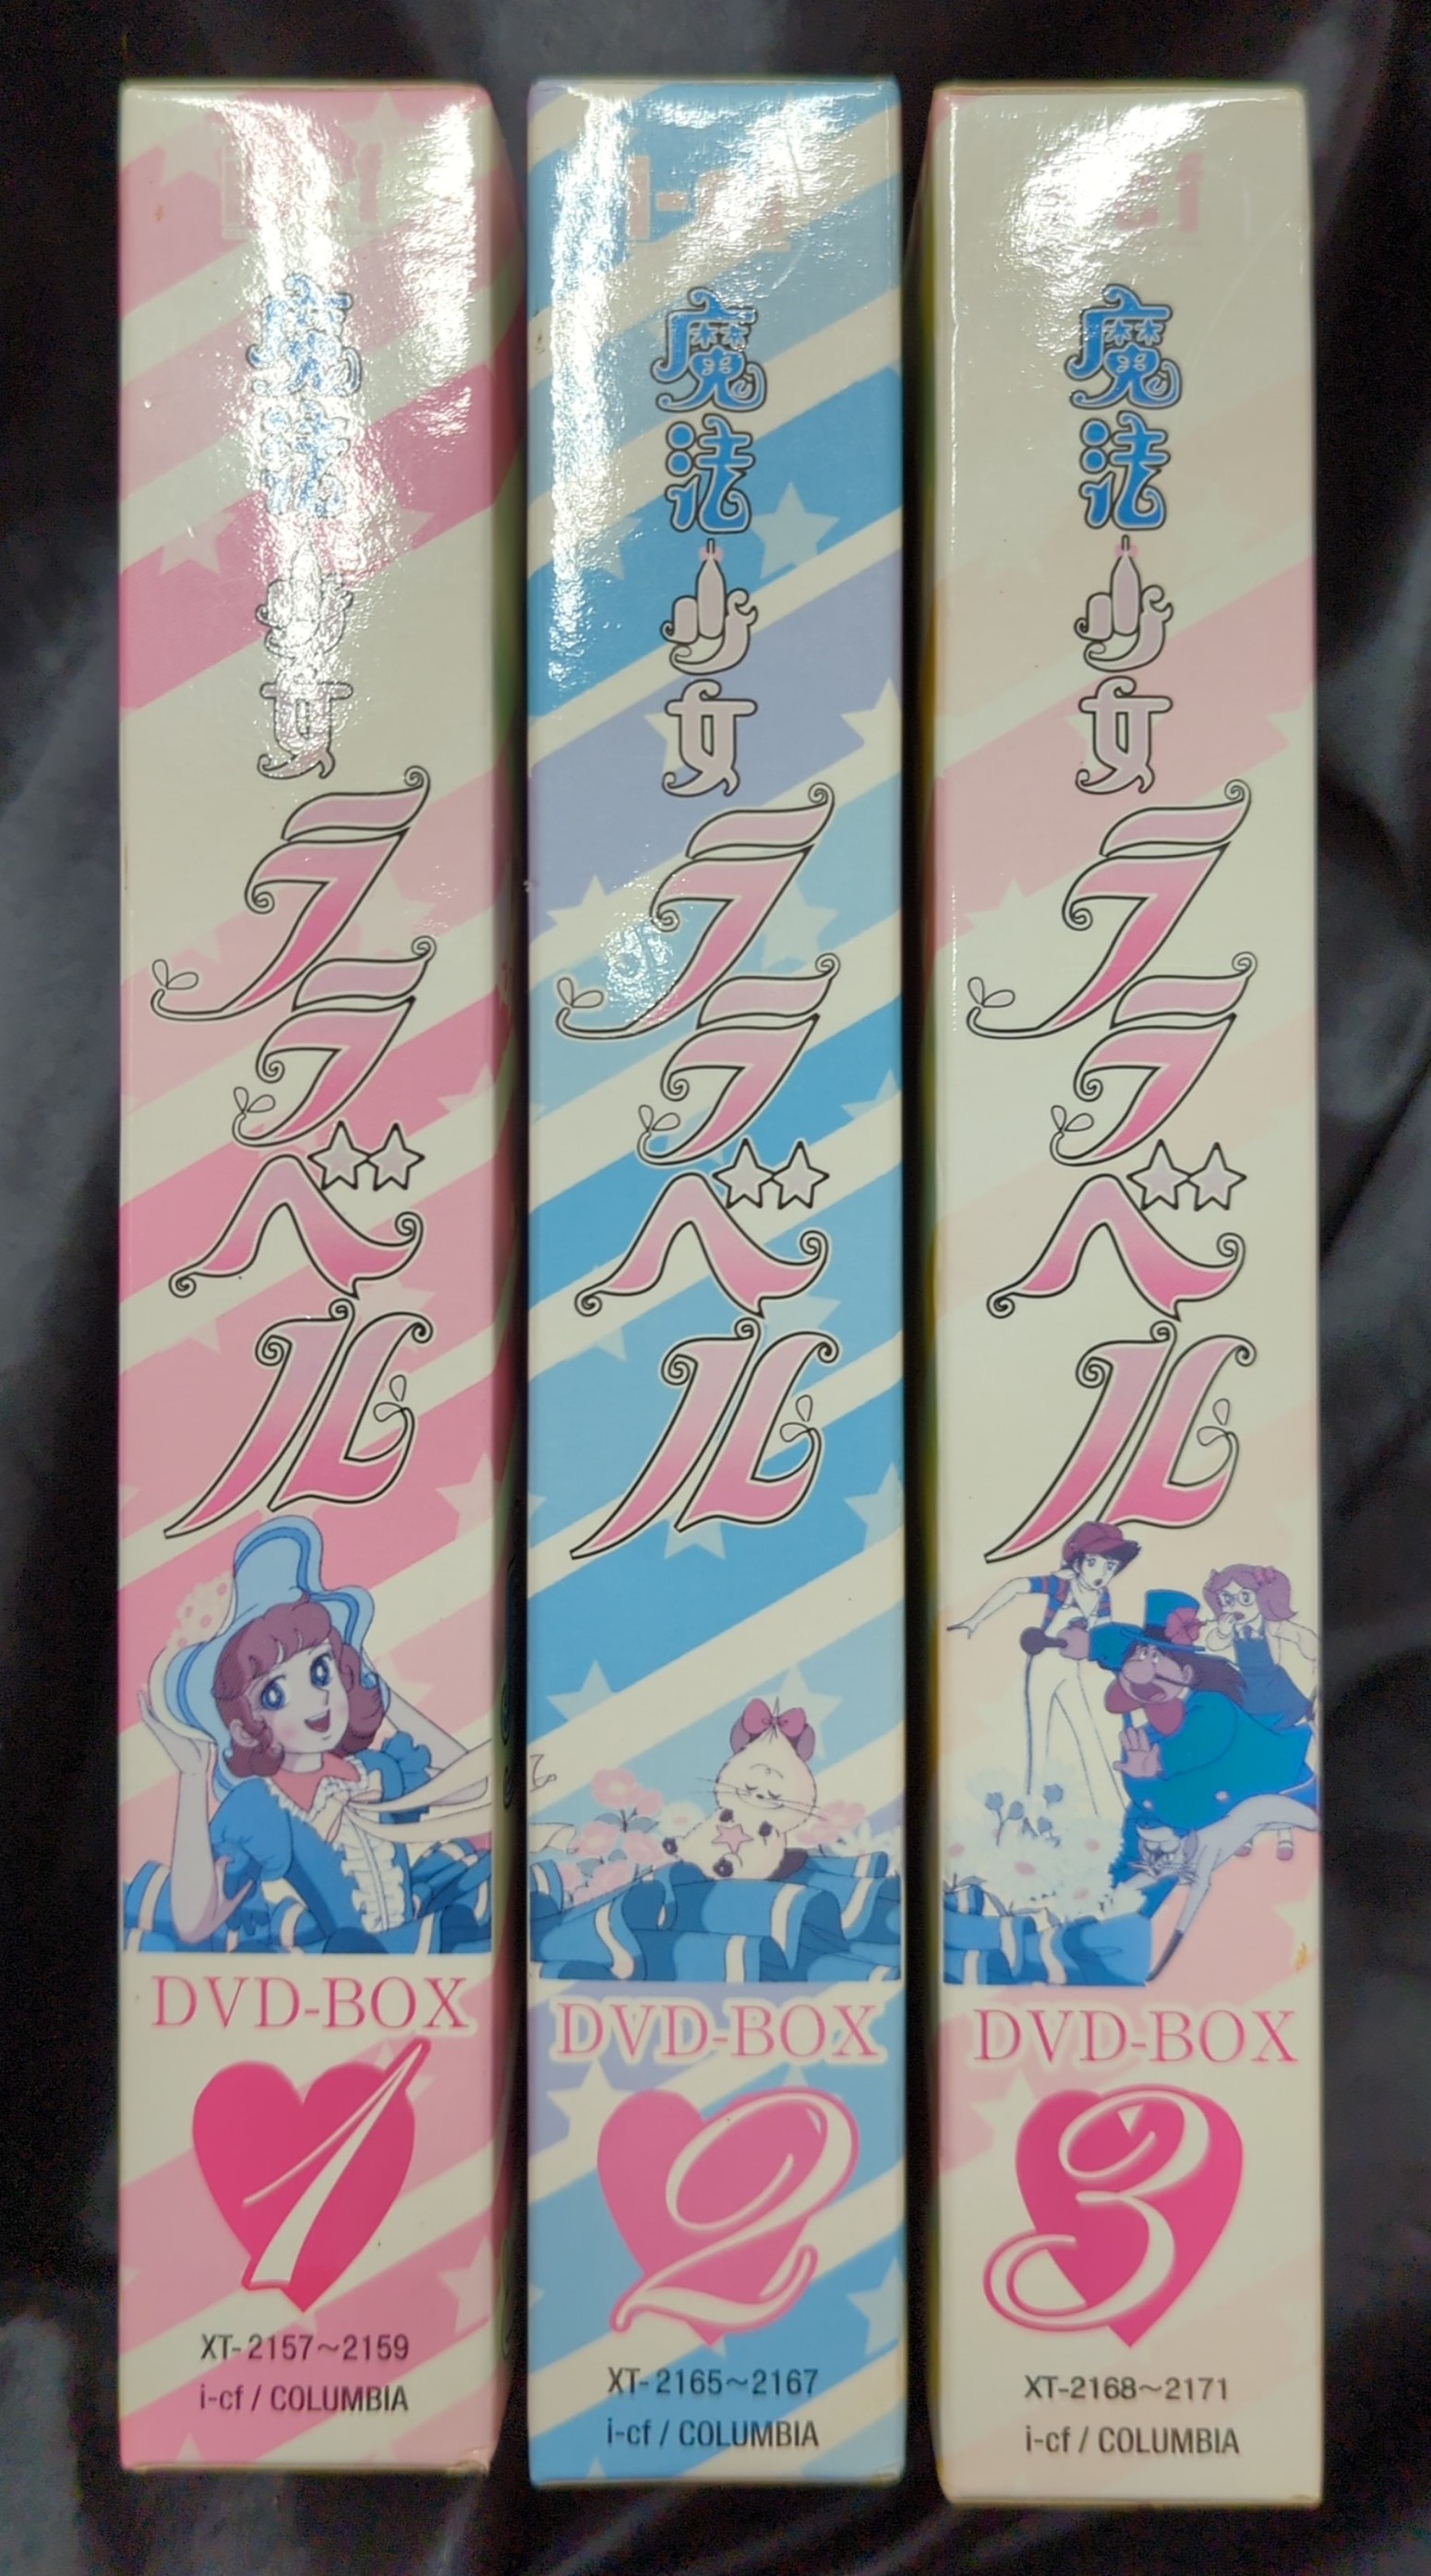 魔法少女
ララベル
DVD-BOX
1
XT-2157～2159
i-cf / COLUMBIA
魔法少女
ララベル
DVD-BOX
2
XT-2165～2167
i-cf / COLUMBIA
魔法少女
ララベル
DVD-BOX
3
XT-2168～2171
i-cf / COLUMBIA